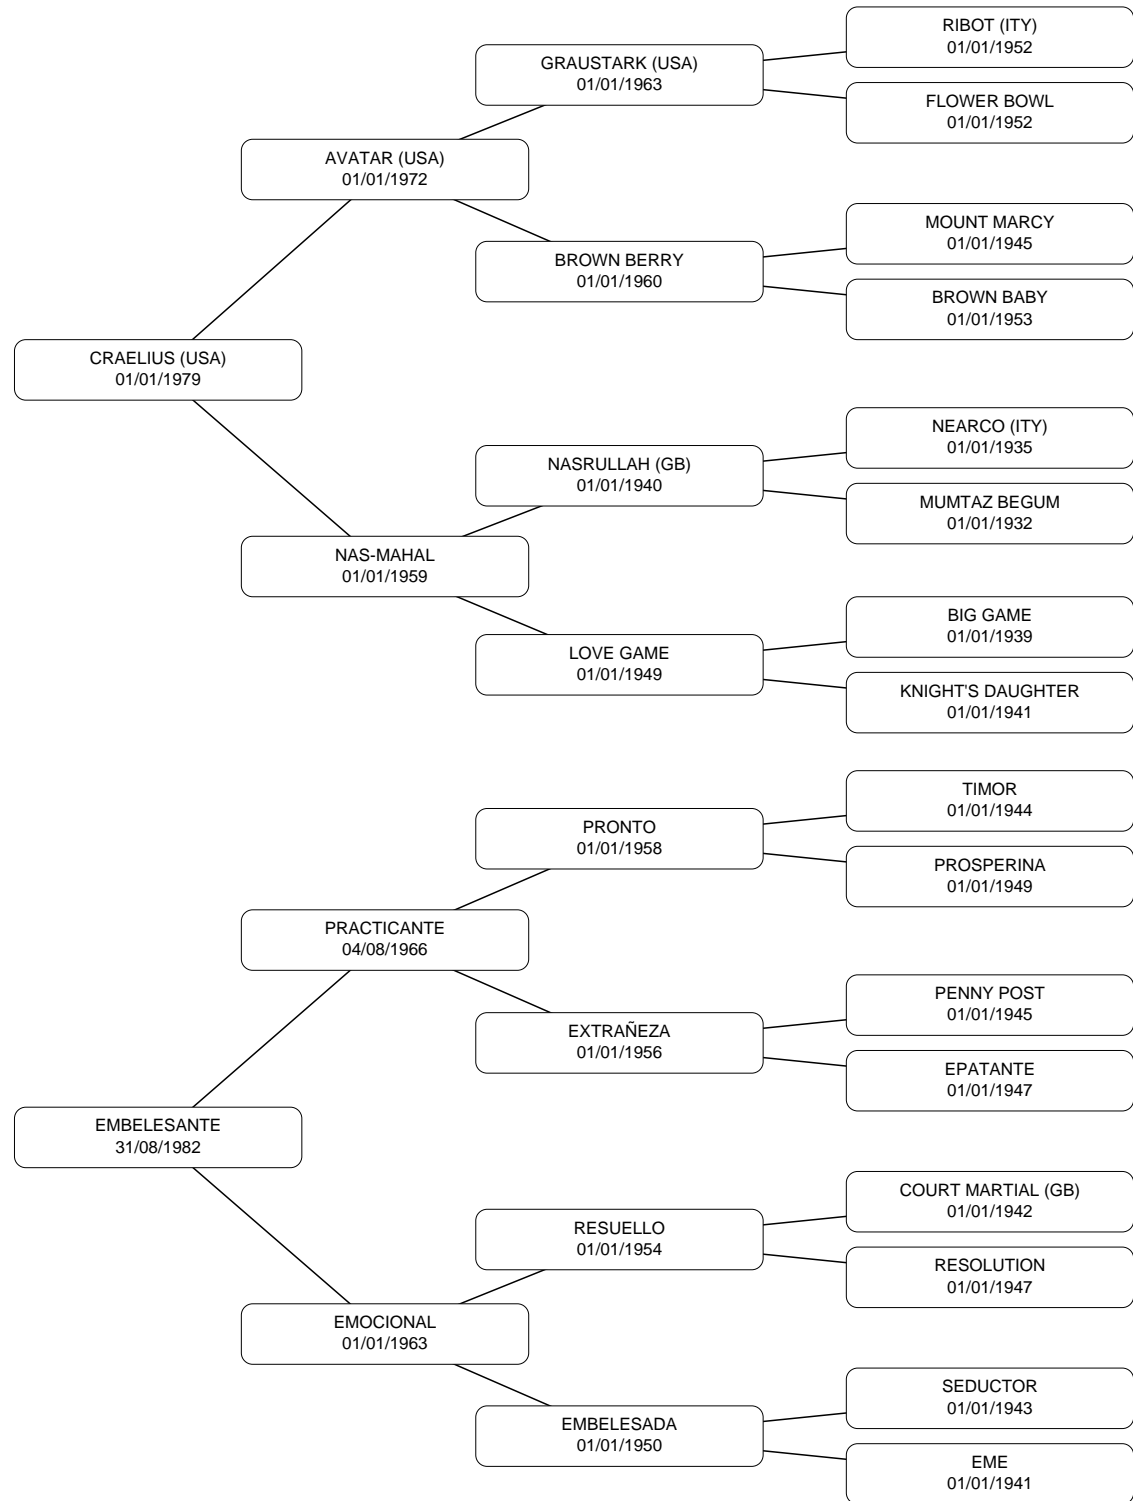 RIBOT (ITY)
01/01/1952
GRAUSTARK (USA)
01/01/1963
FLOWER BOWL
01/01/1952
AVATAR (USA)
01/01/1972
MOUNT MARCY
01/01/1945
BROWN BERRY
01/01/1960
BROWN BABY
01/01/1953
CRAELIUS (USA)
01/01/1979
NEARCO (ITY)
01/01/1935
NASRULLAH (GB)
01/01/1940
MUMTAZ BEGUM
01/01/1932
NAS-MAHAL
01/01/1959
BIG GAME
01/01/1939
LOVE GAME
01/01/1949
KNIGHT'S DAUGHTER
01/01/1941
TIMOR
01/01/1944
PRONTO
01/01/1958
PROSPERINA
01/01/1949
PRACTICANTE
04/08/1966
PENNY POST
01/01/1945
EXTRAÑEZA
01/01/1956
EPATANTE
01/01/1947
EMBELESANTE
31/08/1982
COURT MARTIAL (GB)
01/01/1942
RESUELLO
01/01/1954
RESOLUTION
01/01/1947
EMOCIONAL
01/01/1963
SEDUCTOR
01/01/1943
EMBELESADA
01/01/1950
EME
01/01/1941